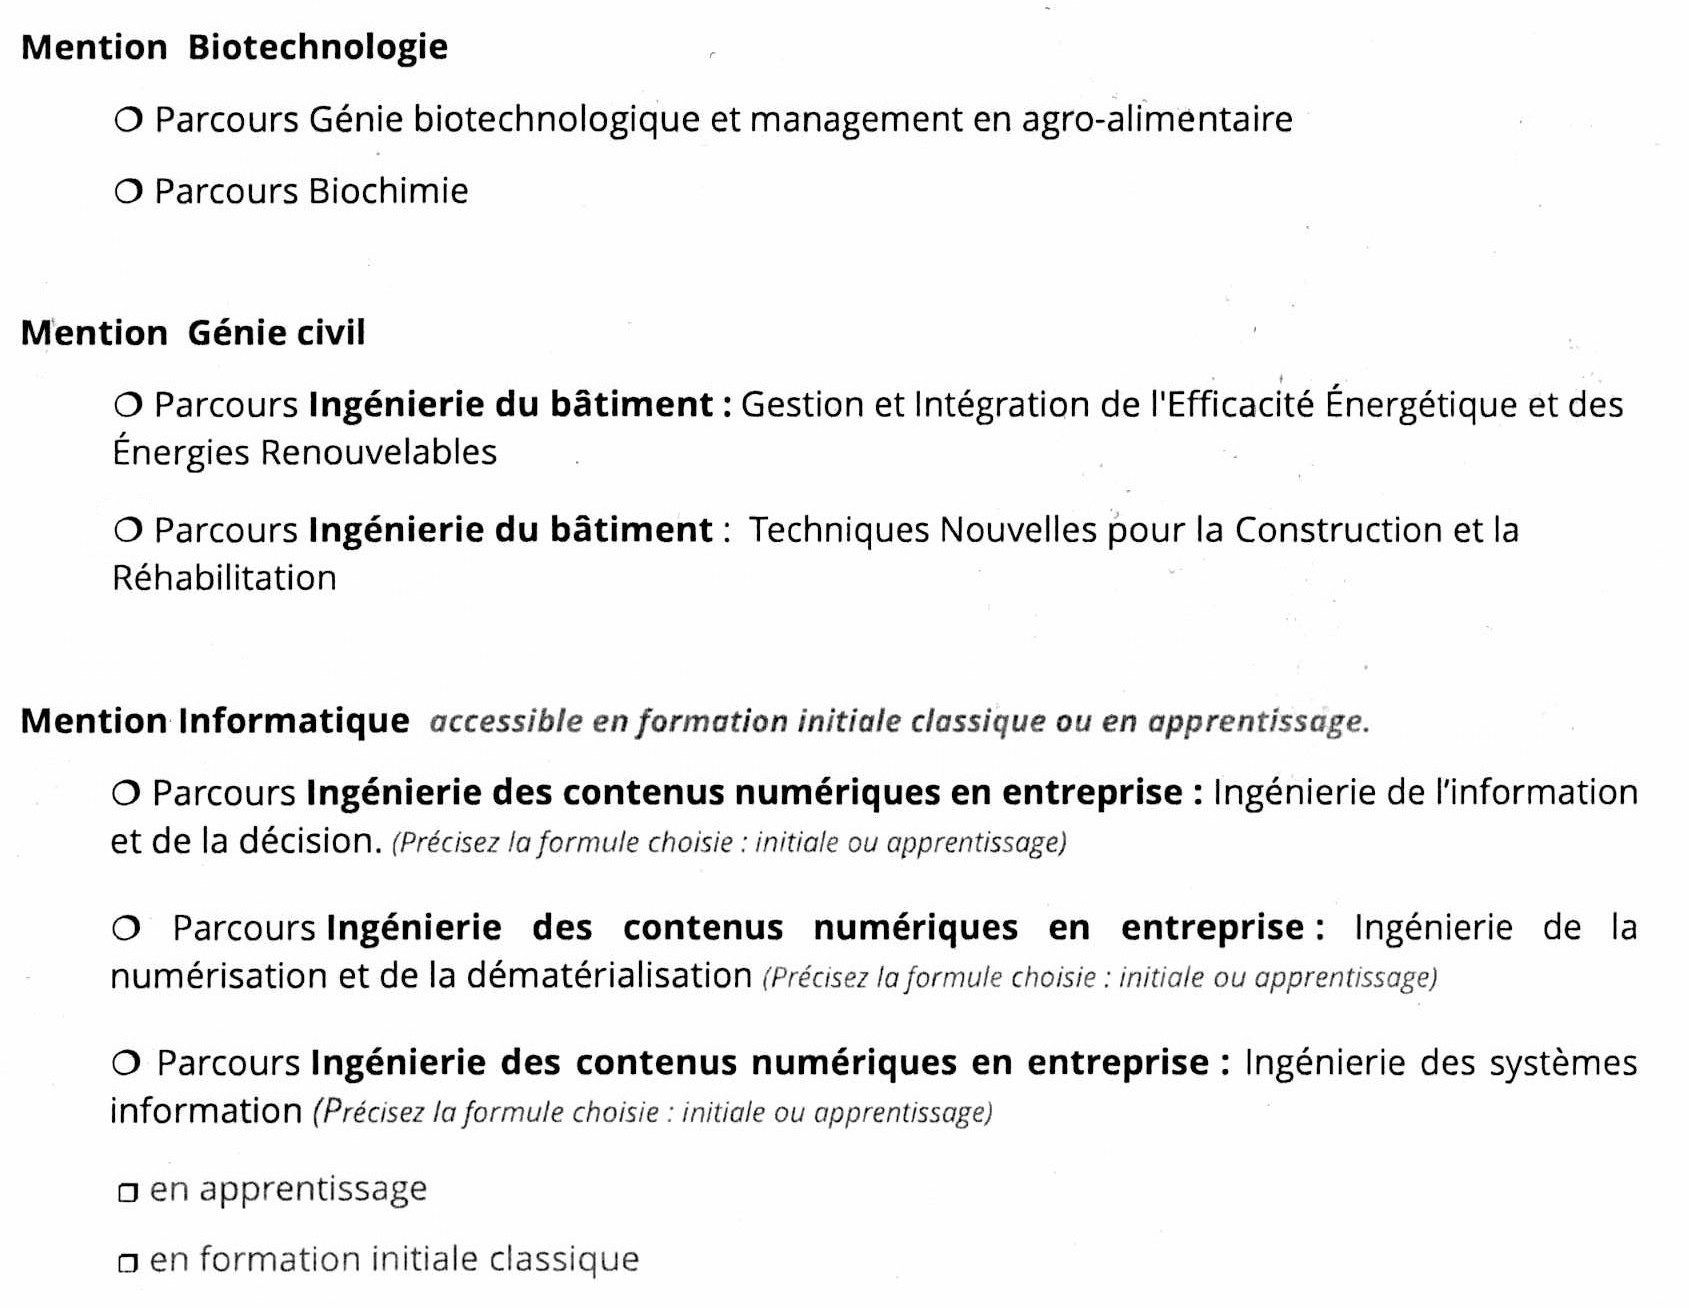 Mention Biotechnologie
O Parcours Génie biotechnologique et management en agro-alimentaire
O Parcours Biochimie
Mention Génie civil
O Parcours Ingénierie du bâtiment : Gestion et Intégration de l'Efficacité Énergétique et des
Énergies Renouvelables
O Parcours Ingénierie du bâtiment : Techniques Nouvelles pour la Construction et la
Réhabilitation
Mention Informatique accessible en formation initiale classique ou en apprentissage.
O Parcours Ingénierie des contenus numériques en entreprise : Ingénierie de l’information
et de la décision. (Précisez la formule choisie : initiale ou apprentissage)
O Parcours Ingénierie des contenus numériques en entreprise : Ingénierie de la
numérisation et de la dématérialisation (Précisez la formule choisie : initiale ou apprentissage)
O Parcours Ingénierie des contenus numériques en entreprise : Ingénierie des systèmes
information (Précisez la formule choisie : initiale ou apprentissage)
□ en apprentissage
□ en formation initiale classique